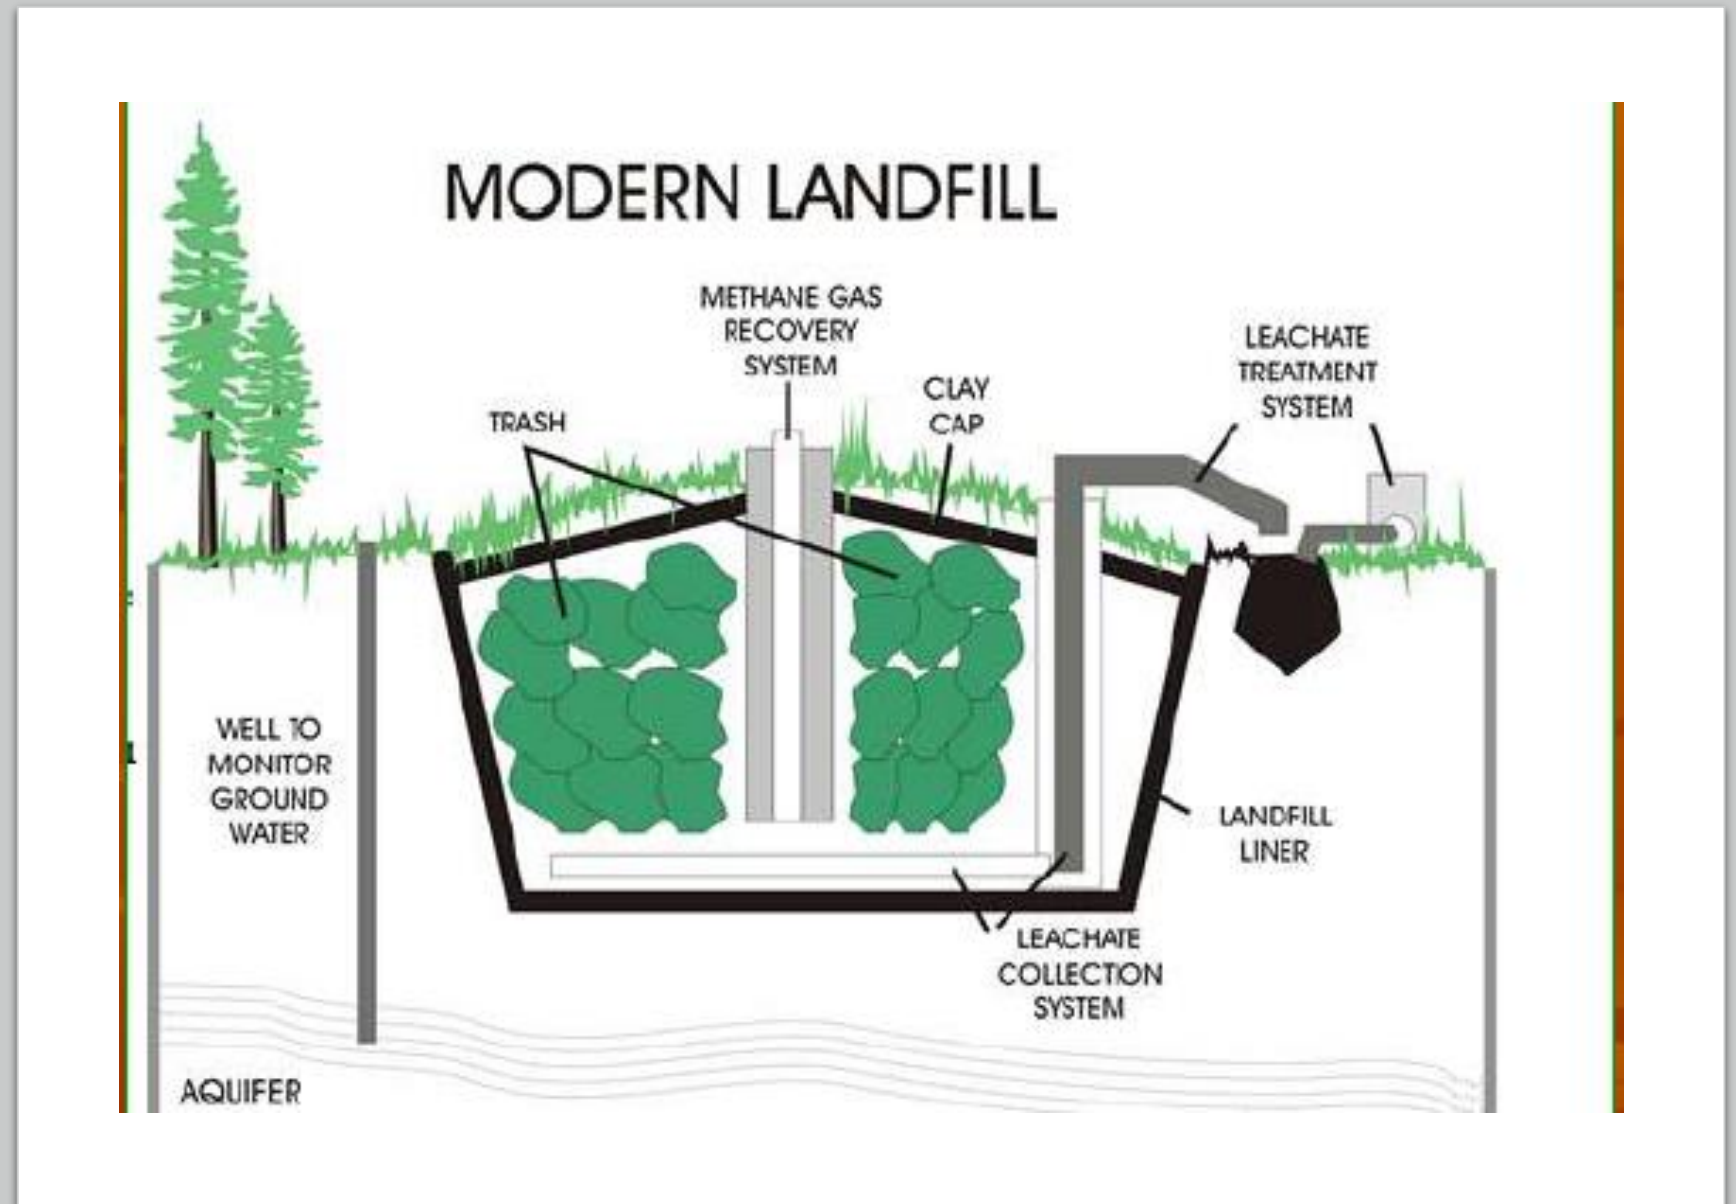 MODERN LANDFILL
METHANE GAS
RECOVERY
SYSTEM
LEACHATE
TREATMENT
SYSTEM
CLAY
CAP
TRASH
WELL TO
MONITOR
GROUND
WATER
LANDFILL
LINER
LEACHATE
COLLECTION
SYSTEM
AQUIFER